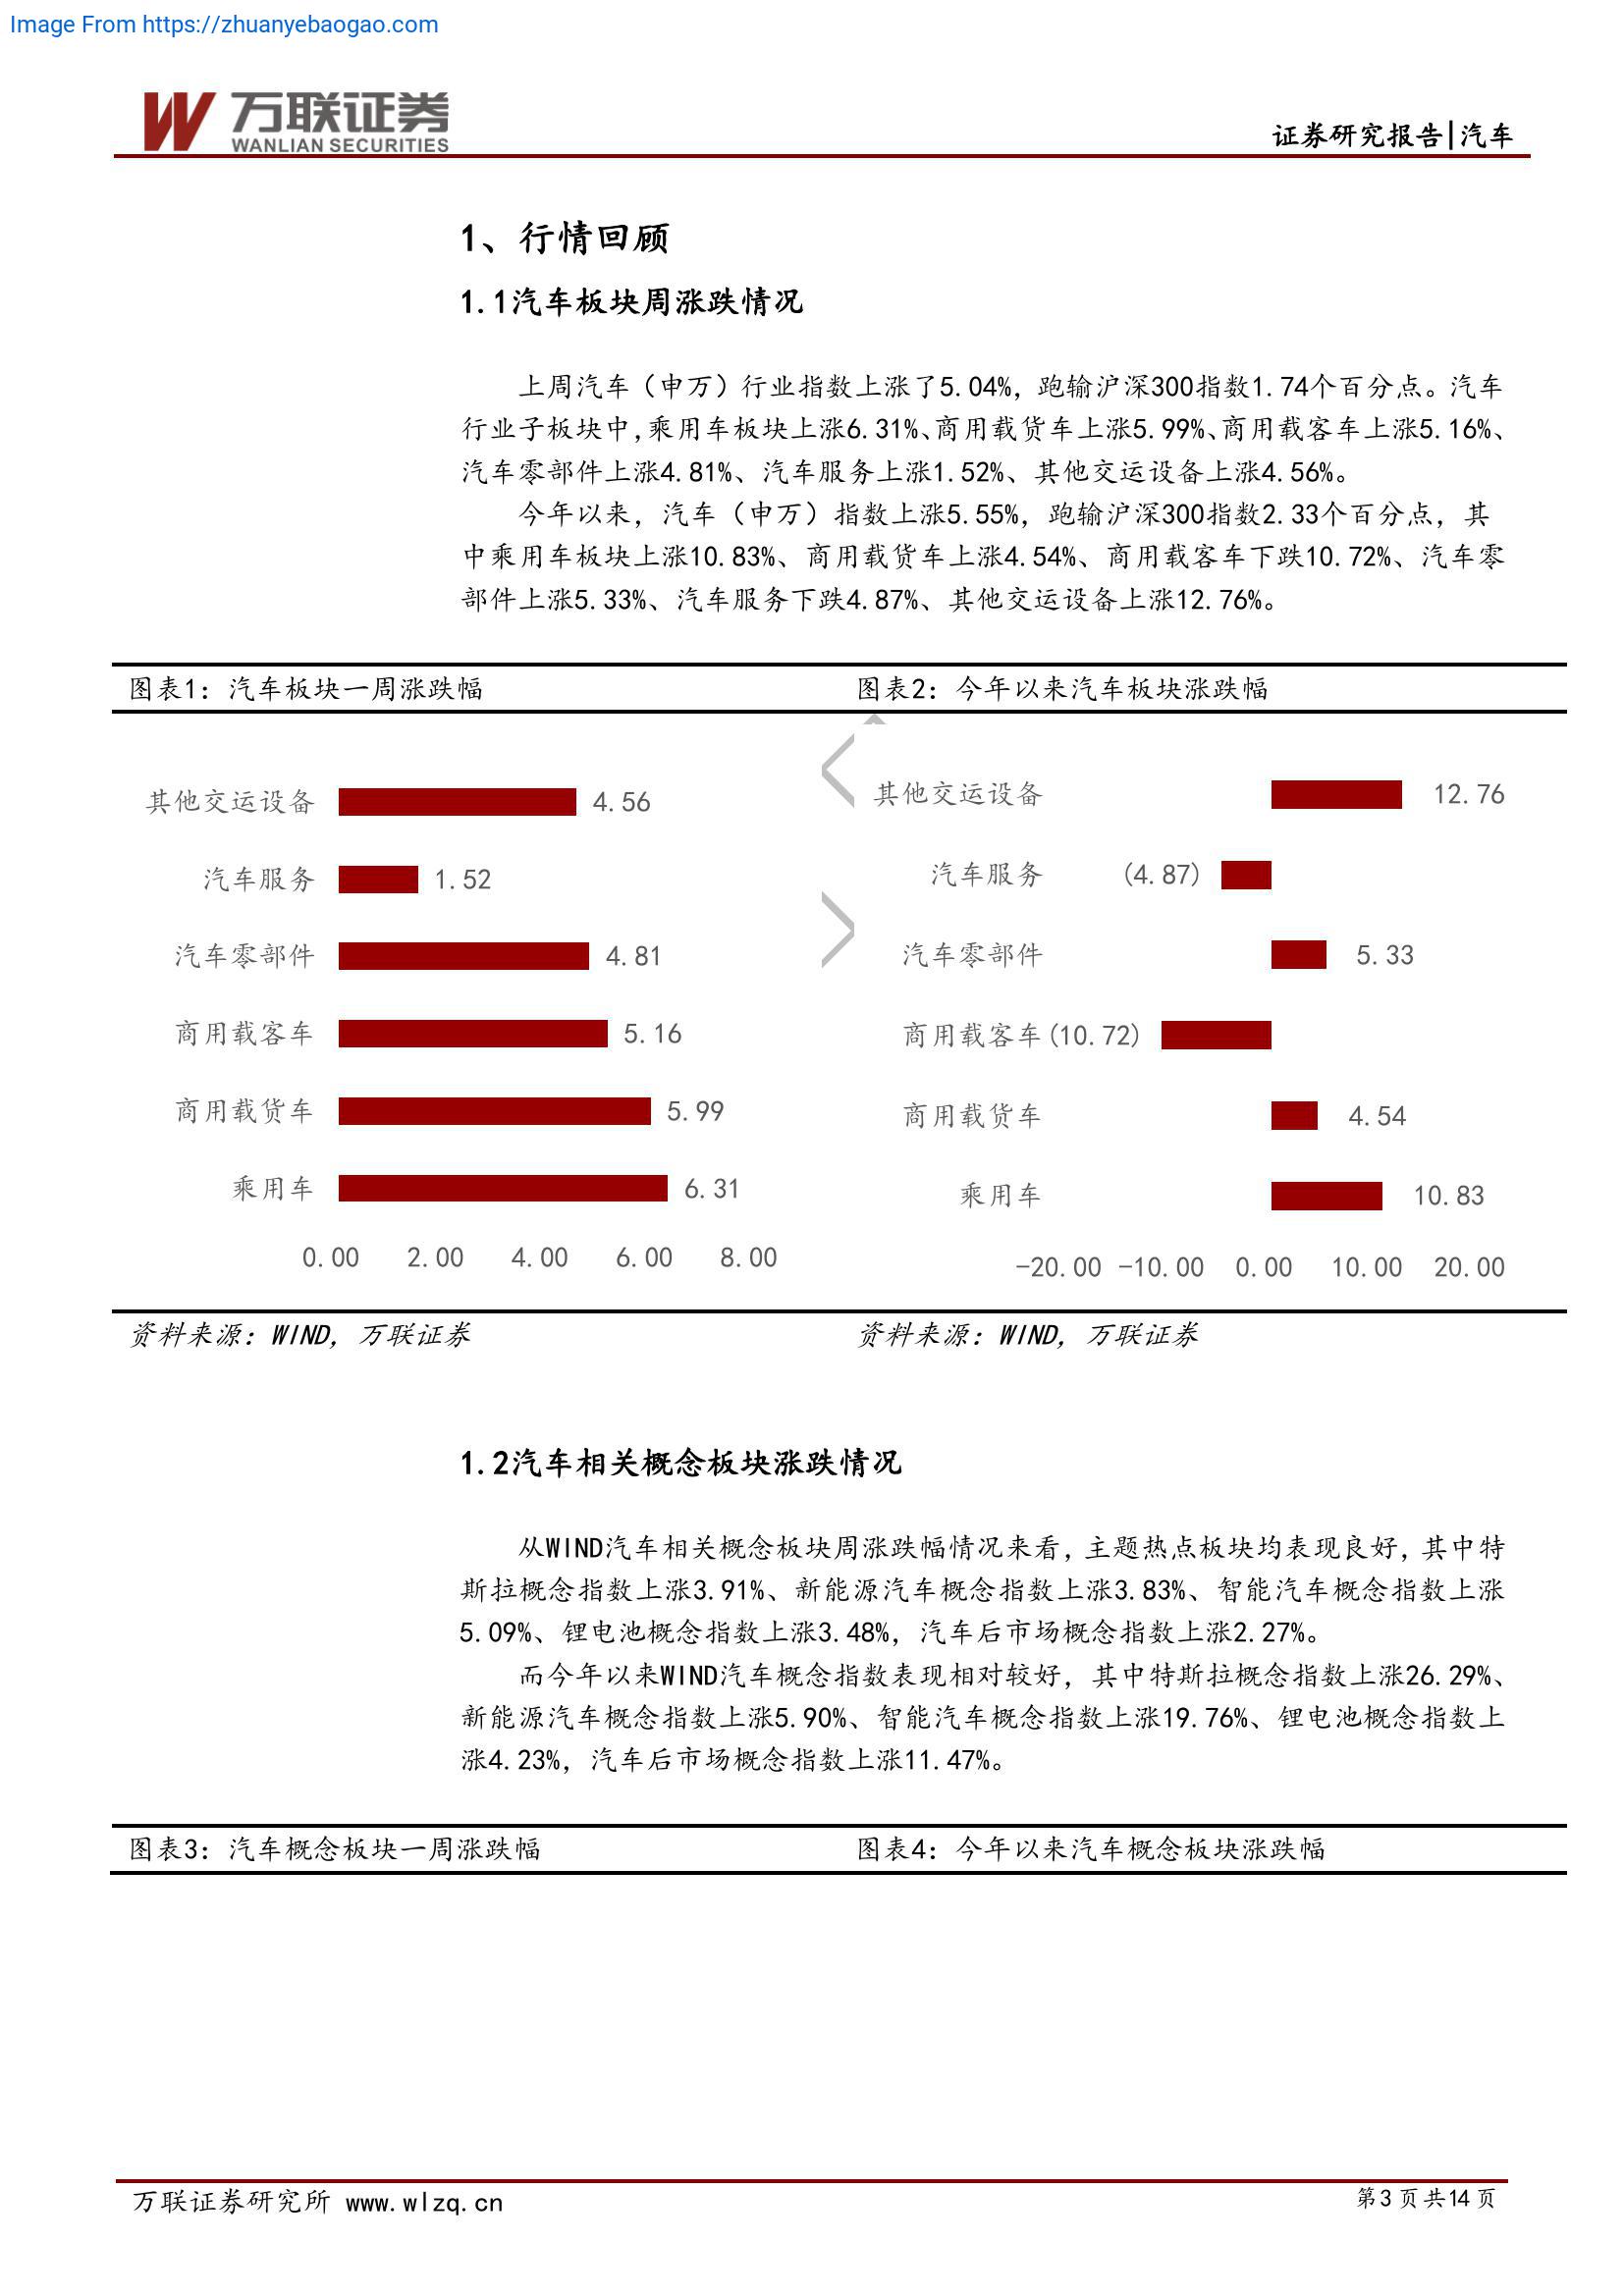 Image From https://zhuanyebaogao.com
万联证券
WANLIAN SECURITIES
证券研究报告|汽车
1、行情回顾
1.1汽车板块周涨跌情况
上周汽车（申万）行业指数上涨了5.04%，跑输沪深300指数1.74个百分点。汽车
行业子板块中，乘用车板块上涨6.31%、商用载货车上涨5.99%、商用载客车上涨5.16%、
汽车零部件上涨4.81%、汽车服务上涨1.52%、其他交运设备上涨4.56%。
今年以来，汽车（申万）指数上涨5.55%，跑输沪深300指数2.33个百分点，其
中乘用车板块上涨10.83%、商用载货车上涨4.54%、商用载客车下跌10.72%、汽车零
部件上涨5.33%、汽车服务下跌4.87%、其他交运设备上涨12.76%。
图表1：汽车板块一周涨跌幅
其他交运设备 4.56
汽车服务 1.52
汽车零部件 4.81
商用载客车 5.16
商用载货车 5.99
乘用车 6.31
0.00 2.00 4.00 6.00 8.00
资料来源：WIND，万联证券
图表2：今年以来汽车板块涨跌幅
其他交运设备 12.76
汽车服务 (4.87)
汽车零部件 5.33
商用载客车 (10.72)
商用载货车 4.54
乘用车 10.83
-20.00 -10.00 0.00 10.00 20.00
资料来源：WIND，万联证券
1.2汽车相关概念板块涨跌情况
从WIND汽车相关概念板块周涨跌幅情况来看，主题热点板块均表现良好，其中特
斯拉概念指数上涨3.91%、新能源汽车概念指数上涨3.83%、智能汽车概念指数上涨
5.09%、锂电池概念指数上涨3.48%，汽车后市场概念指数上涨2.27%。
而今年以来WIND汽车概念指数表现相对较好，其中特斯拉概念指数上涨26.29%、
新能源汽车概念指数上涨5.90%、智能汽车概念指数上涨19.76%、锂电池概念指数上
涨4.23%，汽车后市场概念指数上涨11.47%。
图表3：汽车概念板块一周涨跌幅
图表4：今年以来汽车概念板块涨跌幅
万联证券研究所 www.wlzq.cn
第3页共14页